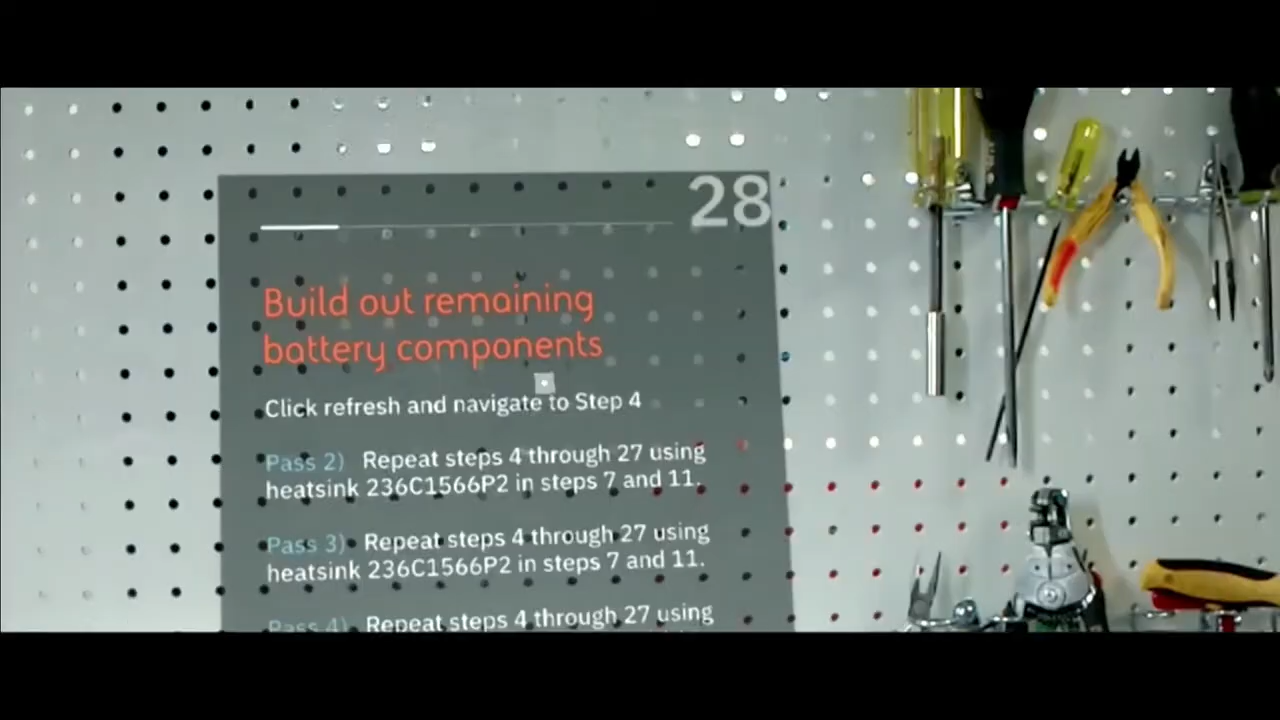 28
Build out remaining
battery components
Click refresh and navigate to Step 4
Pass 2) Repeat steps 4 through 27 using
heatsink 236C1566P2 in steps 7 and 11.
Pass 3) Repeat steps 4 through 27 using
heatsink 236C1566P2 in steps 7 and 11.
Pass 4) Repeat steps 4 through 27 using